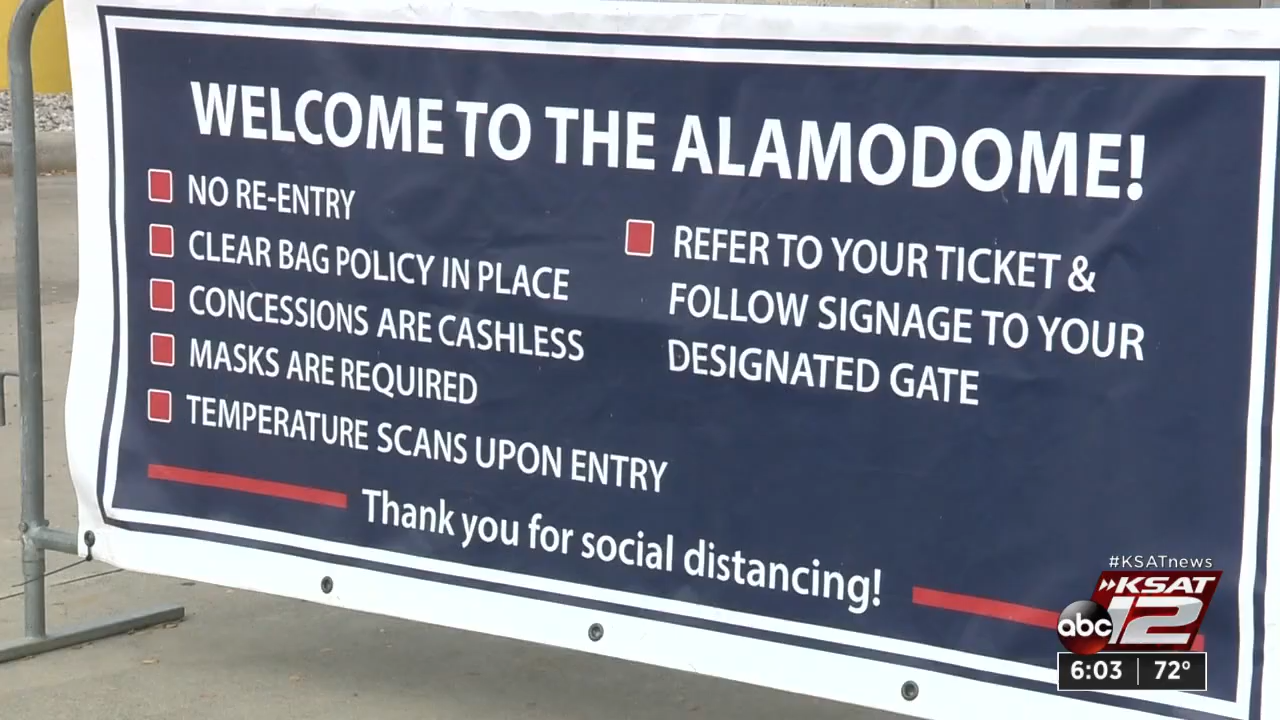 WELCOME TO THE ALAMODOME!
NO RE-ENTRY
CLEAR BAG POLICY IN PLACE
CONCESSIONS ARE CASHLESS
MASKS ARE REQUIRED
TEMPERATURE SCANS UPON ENTRY
REFER TO YOUR TICKET &
FOLLOW SIGNAGE TO YOUR
DESIGNATED GATE
Thank you for social distancing!
#KSATnews
KSAT
abc 12
6:03 72°